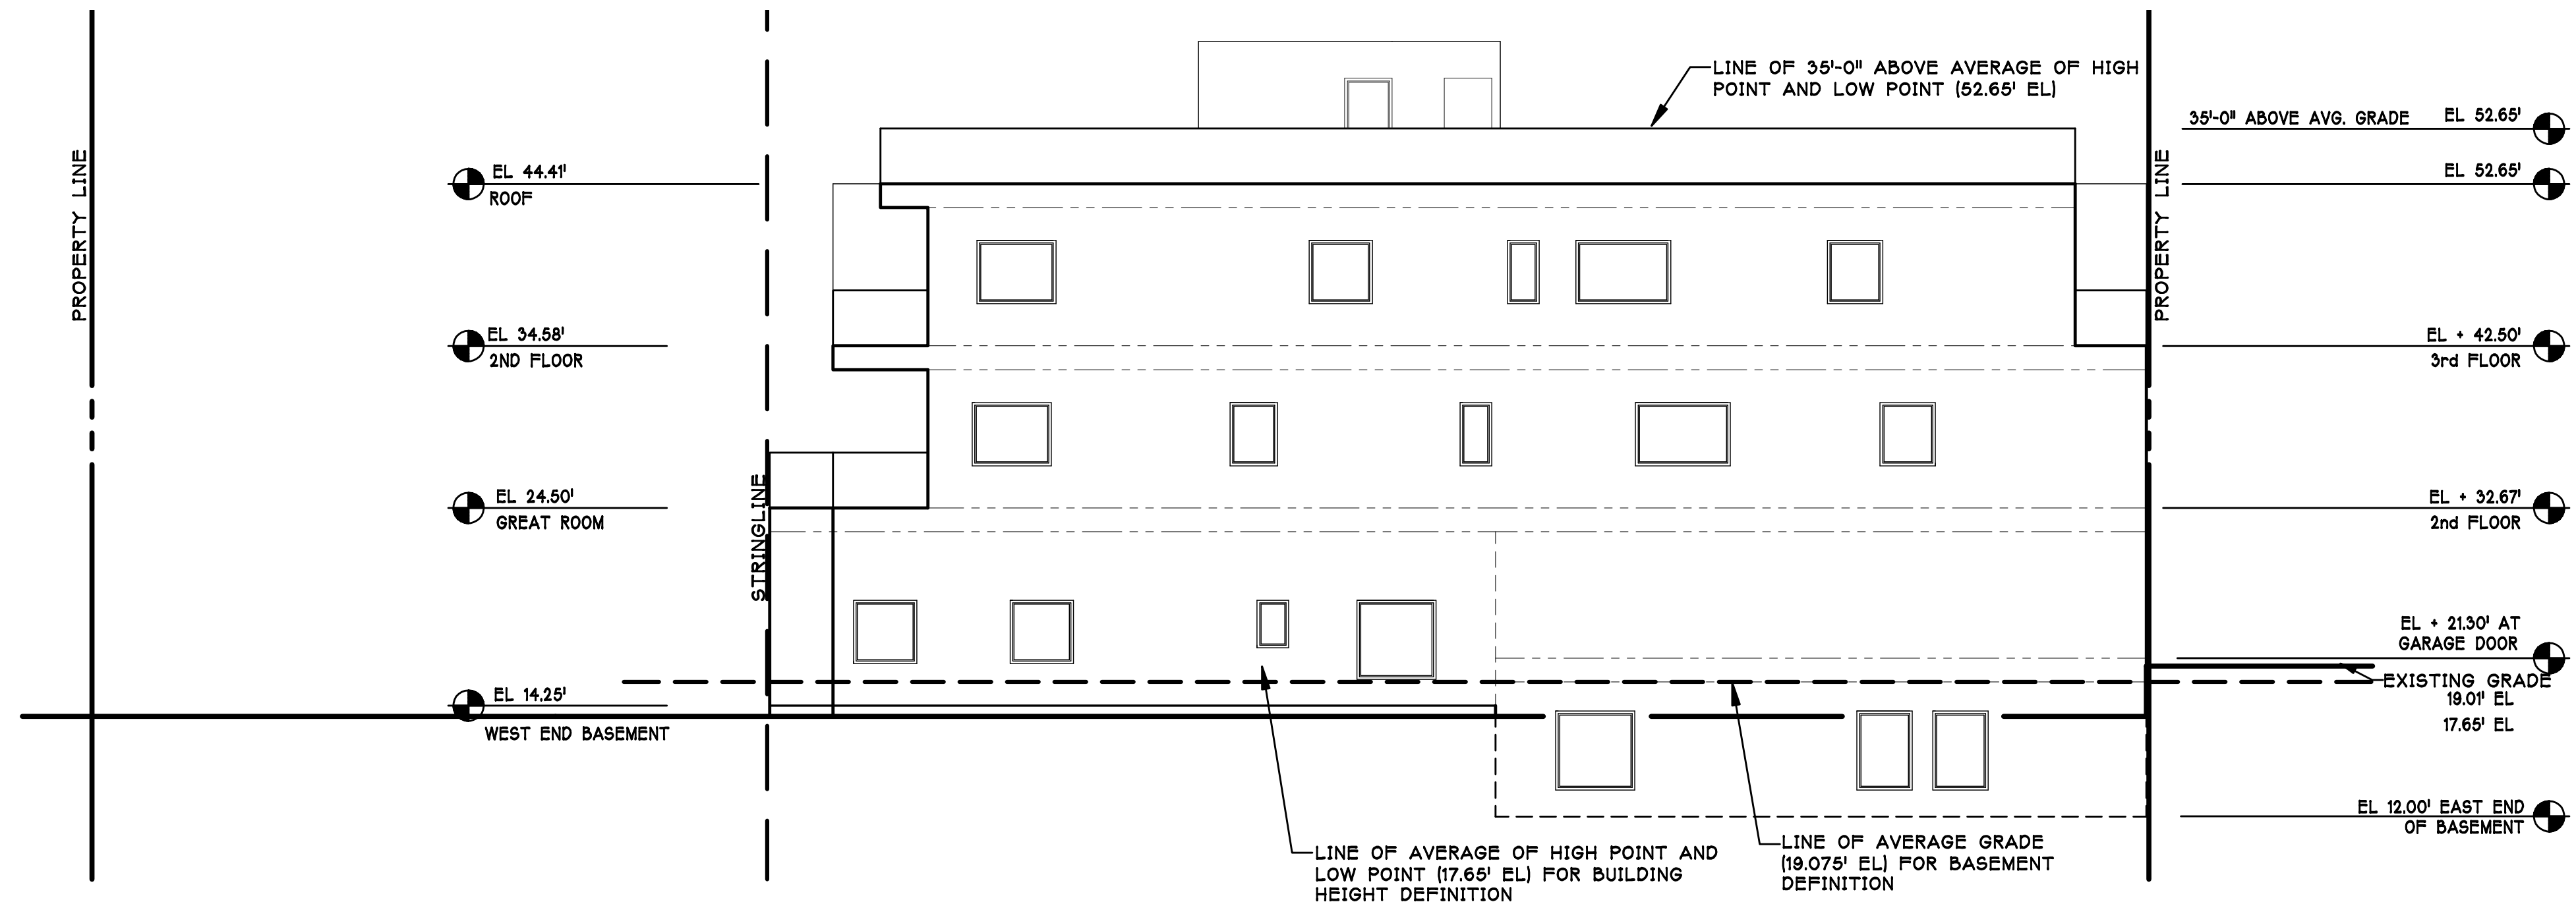 LINE OF 35'-0" ABOVE AVERAGE OF HIGH
POINT AND LOW POINT (52.65' EL)
35'-0" ABOVE AVG. GRADE EL 52.65'
EL 52.65'
PROPERTY LINE
EL 44.41'
ROOF
PROPERTY LINE
EL 34.58'
2ND FLOOR
EL + 42.50'
3rd FLOOR
EL 24.50'
GREAT ROOM
STRINGLINE
EL + 32.67'
2nd FLOOR
EL + 21.30' AT
GARAGE DOOR
EXISTING GRADE
19.01' EL
17.65' EL
EL 14.25'
WEST END BASEMENT
EL 12.00' EAST END
OF BASEMENT
LINE OF AVERAGE OF HIGH POINT AND
LOW POINT (17.65' EL) FOR BUILDING
HEIGHT DEFINITION
LINE OF AVERAGE GRADE
(19.075' EL) FOR BASEMENT
DEFINITION